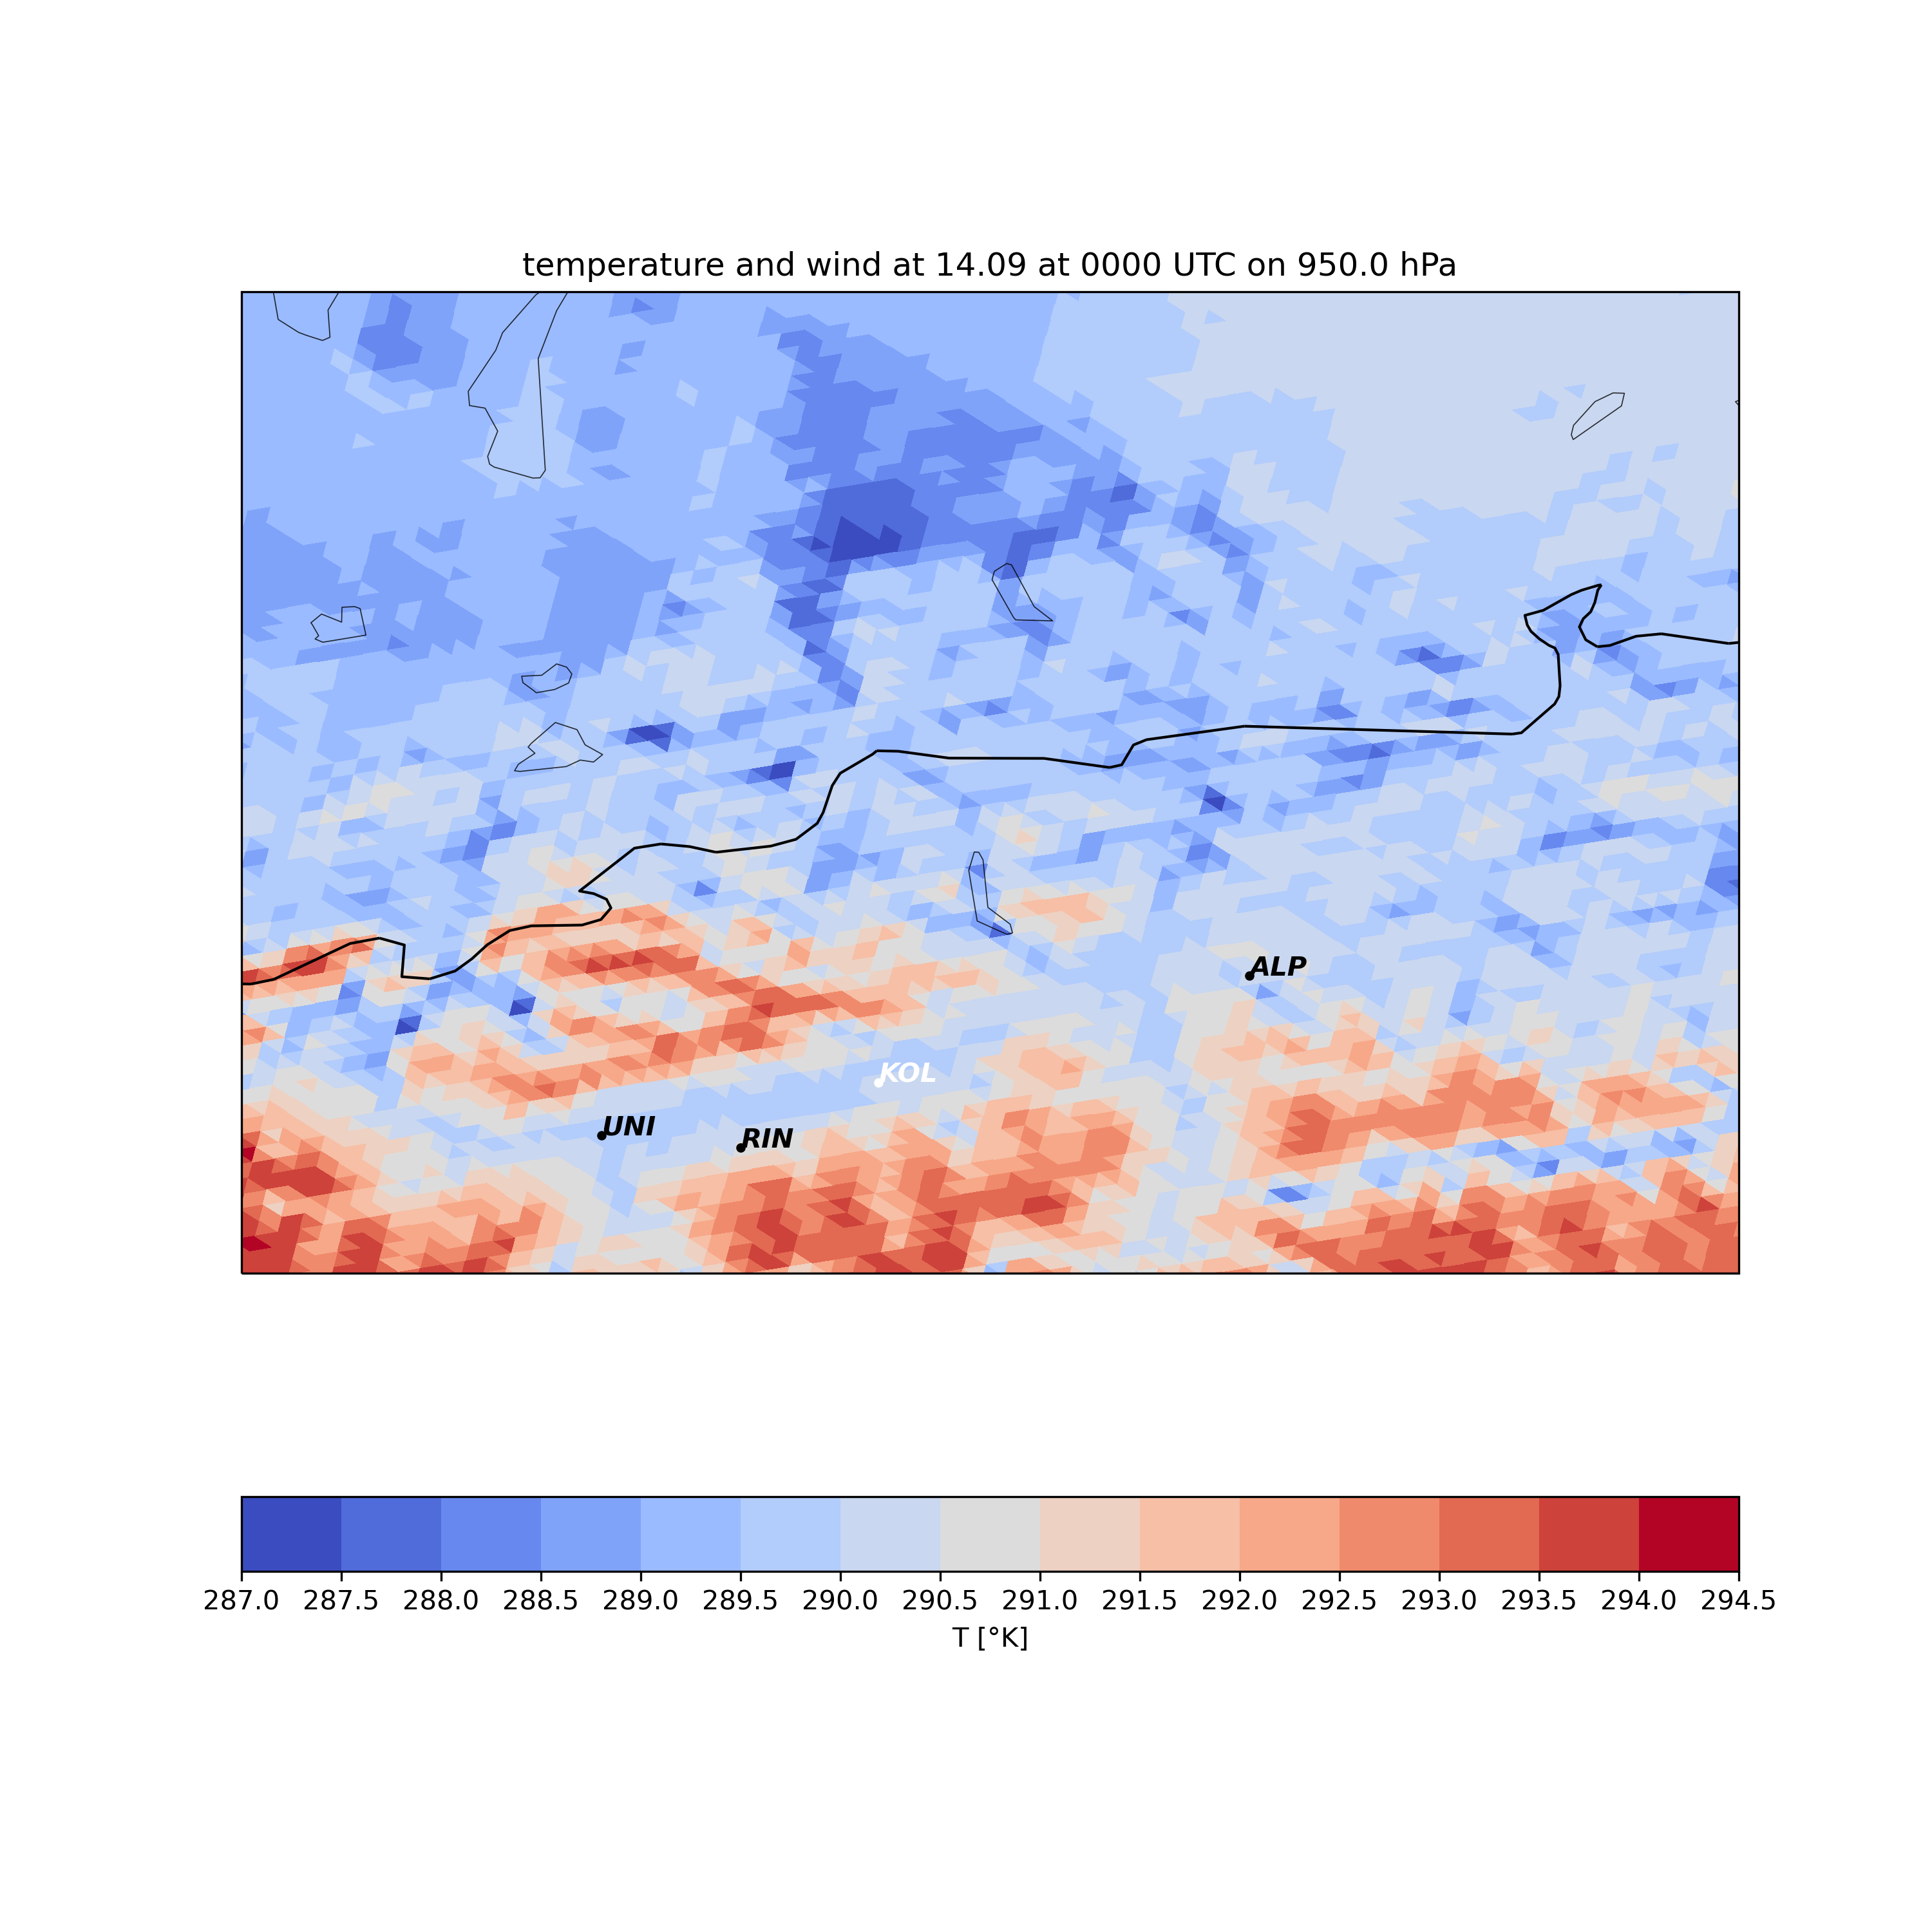 temperature and wind at 14.09 at 0000 UTC on 950.0 hPa
ALP
KOL
UNI
RIN
287.0 287.5 288.0 288.5 289.0 289.5 290.0 290.5 291.0 291.5 292.0 292.5 293.0 293.5 294.0 294.5
T [°K]